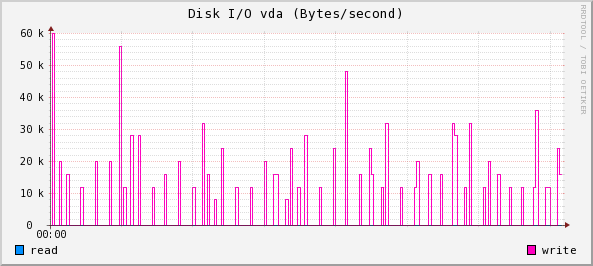 Disk I/O vda (Bytes/second)
RRDTOOL / TOBI OETIKER
60 k
50 k
40 k
30 k
20 k
10 k
0
00:00
read
write